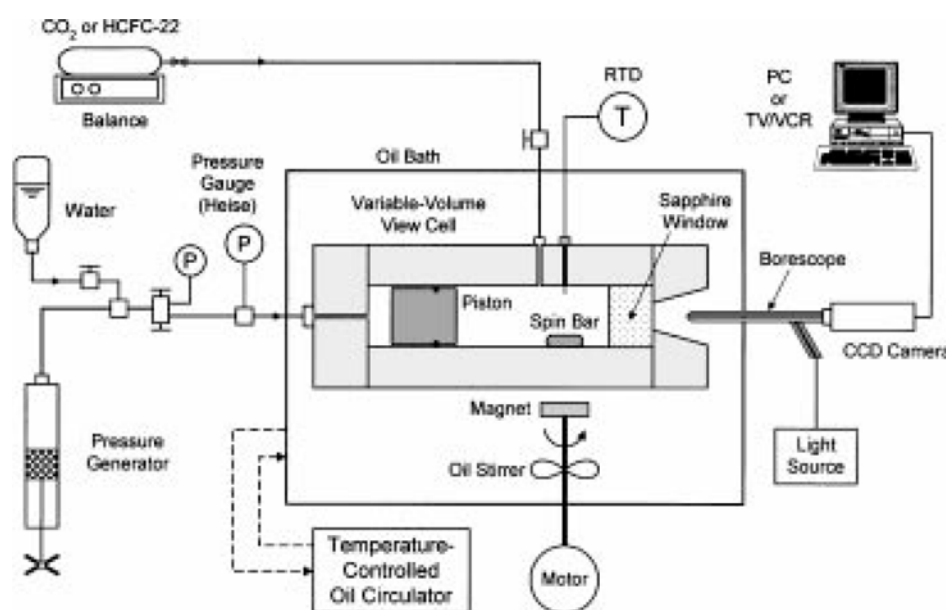 CO2 or HCFC-22
Balance
RTD
T
PC
or
TV/VCR
Oil Bath
Pressure
Gauge
(Heise)
Water
P
P
Variable-Volume
View Cell
Sapphire
Window
Borescope
Piston
Spin Bar
CCD Camera
Magnet
Pressure
Generator
Oil Stirrer
Light
Source
Temperature-
Controlled
Oil Circulator
Motor